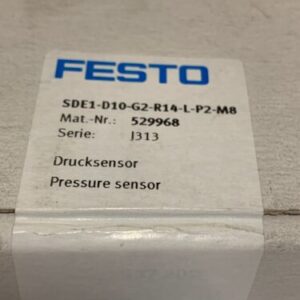 FESTO
SDE1-D10-G2-R14-L-P2-M8
Mat.-Nr.: 529968
Serie: J313
Drucksensor
Pressure sensor